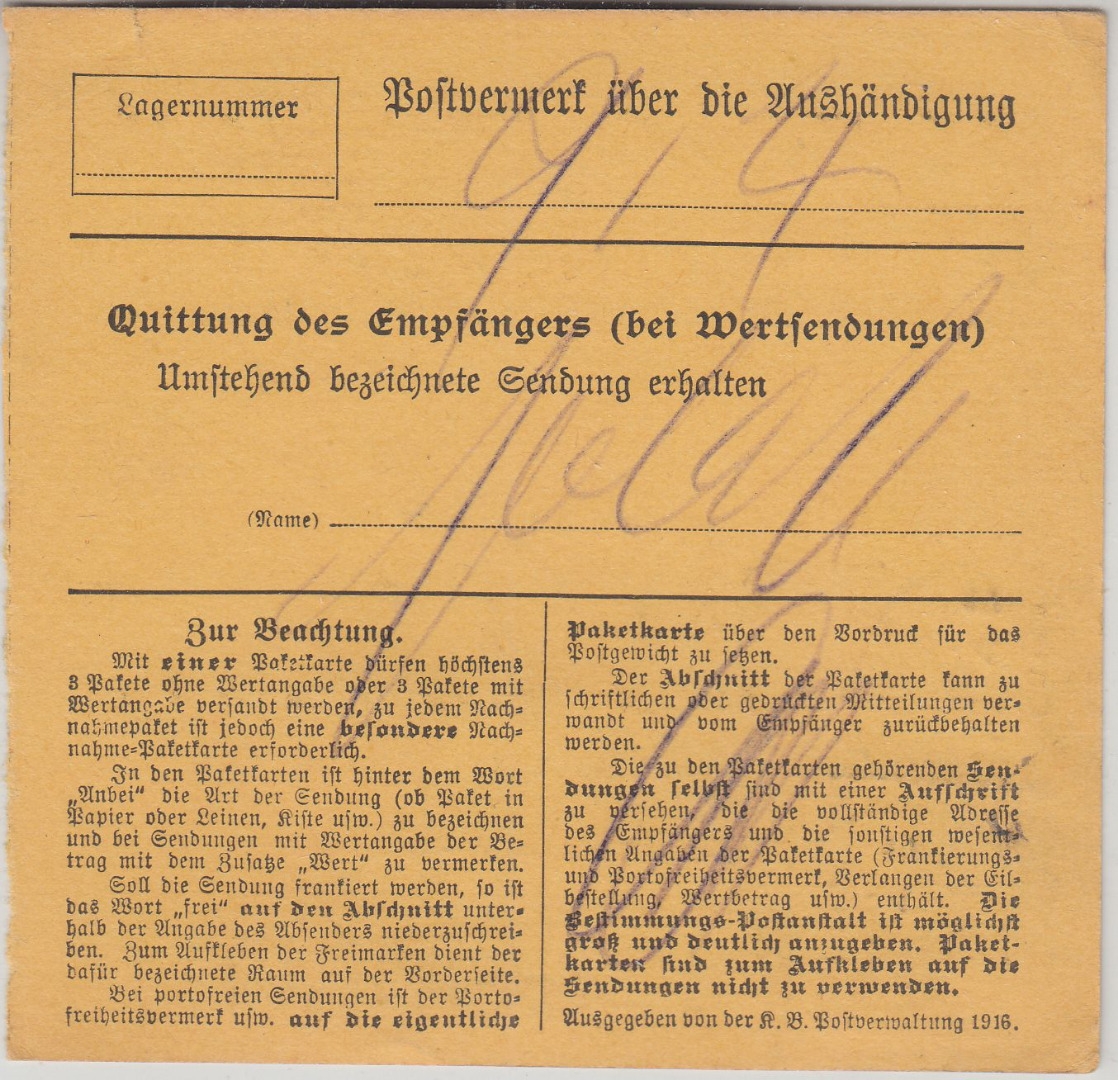 Lagernummer
Postvermerk über die Aushändigung
Quittung des Empfängers (bei Wertsendungen)
Umstehend bezeichnete Sendung erhalten
(Name)
Zur Beachtung.
Mit einer Paketkarte dürfen höchstens
3 Pakete ohne Wertangabe oder 3 Pakete mit
Wertangabe versandt werden, zu jedem Nach-
nahmepaket ist jedoch eine besondere Nach-
nahme-Paketkarte erforderlich.
In den Paketkarten ist hinter dem Wort
„Anbei“ die Art der Sendung (ob Paket in
Papier oder Leinen, Kiste usw.) zu bezeichnen
und bei Sendungen mit Wertangabe der Be-
trag mit dem Zusatze „Wert“ zu vermerken.
Soll die Sendung frankiert werden, so ist
das Wort „frei“ auf den Abschnitt unter-
halb der Angabe des Absenders niederzuschrei-
ben. Zum Aufkleben der Freimarken dient der
dafür bezeichnete Raum auf der Vorderseite.
Bei portofreien Sendungen ist der Porto-
freiheitsvermerk usw. auf die eigentliche
Paketkarte über den Vordruck für das
Postgewicht zu setzen.
Der Abschnitt der Paketkarte kann zu
schriftlichen oder gedruckten Mitteilungen ver-
wandt und vom Empfänger zurückbehalten
werden.
Die zu den Paketkarten gehörenden Sen-
dungen selbst sind mit einer Aufschrift
zu versehen, die die vollständige Adresse
des Empfängers und die sonstigen wesent-
lichen Angaben der Paketkarte (Frankierungs-
und Portofreiheitsvermerk, Verlangen der Eil-
bestellung, Wertbetrag usw.) enthält. Die
Bestimmungs-Postanstalt ist möglichst
groß und deutlich anzugeben. Paket-
karten sind zum Aufkleben auf die
Sendungen nicht zu verwenden.
Ausgegeben von der K. B. Postverwaltung 1916.